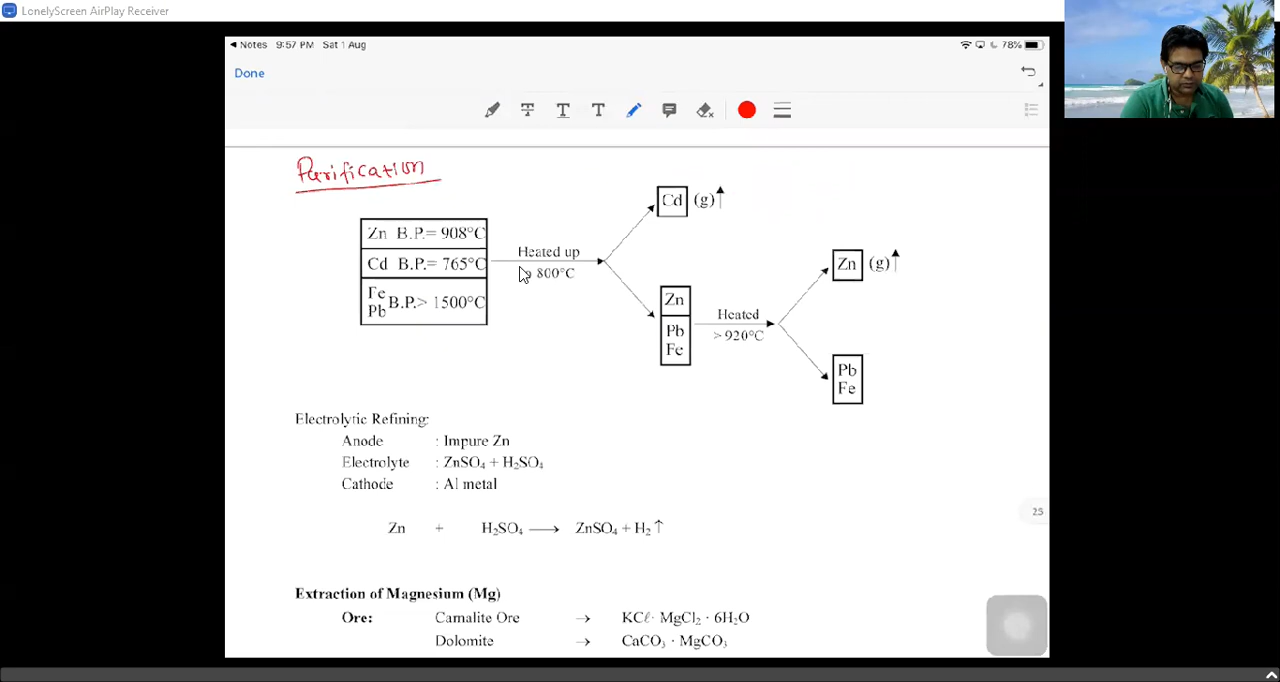 LonelyScreen AirPlay Receiver
Notes 9:57 PM Sat 1 Aug
78%
Done
T T T
Purification
Cd (g)↑
Zn B.P.= 908°C
Cd B.P.= 765°C
Fe
Pb B.P.> 1500°C
Heated up
800°C
Zn
Pb
Fe
Heated
> 920°C
Zn (g)↑
Pb
Fe
Electrolytic Refining:
Anode : Impure Zn
Electrolyte : ZnSO₄ + H₂SO₄
Cathode : Al metal
Zn + H₂SO₄ ⟶ ZnSO₄ + H₂↑
25
Extraction of Magnesium (Mg)
Ore: Carnalite Ore → KCℓ· MgCl₂ · 6H₂O
Dolomite → CaCO₃ · MgCO₃